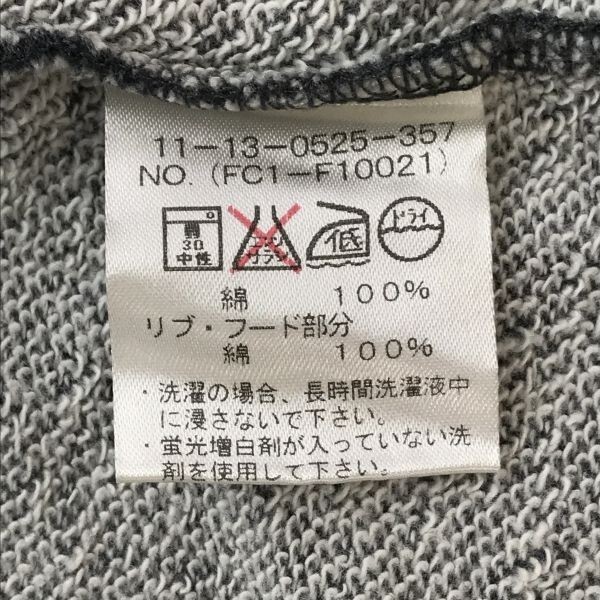 11-13-0525-357
NO. (FC1-F10021)
30
中性
エンソ
サラシ
低
ドライ
綿 100%
リブ・フード部分
綿 100%
・洗濯の場合、長時間洗濯液中
に浸さないで下さい。
・蛍光増白剤が入っていない洗
剤を使用して下さい。